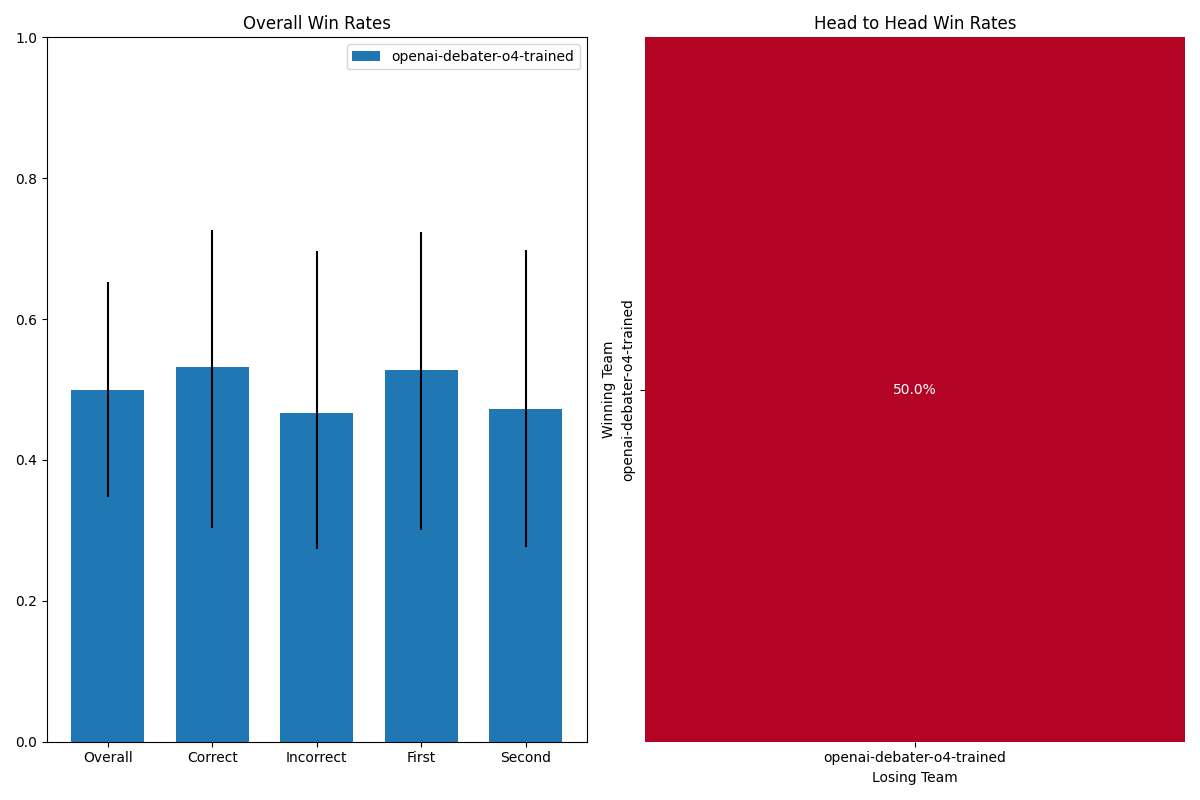 Overall Win Rates
openai-debater-o4-trained
1.0
0.8
0.6
0.4
0.2
0.0
Overall
Correct
Incorrect
First
Second
Head to Head Win Rates
Winning Team
openai-debater-o4-trained
50.0%
openai-debater-o4-trained
Losing Team